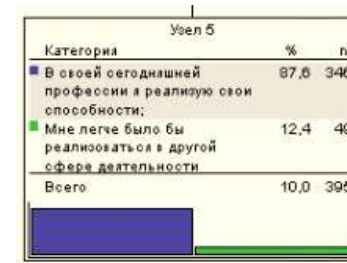 Узел 5
Категория % n
В своей сегодняшней 87,6 346
профессии я реализую свои
способности;
Мне легче было бы 12,4 49
реализоваться в другой
сфере деятельности
Всего 10,0 395